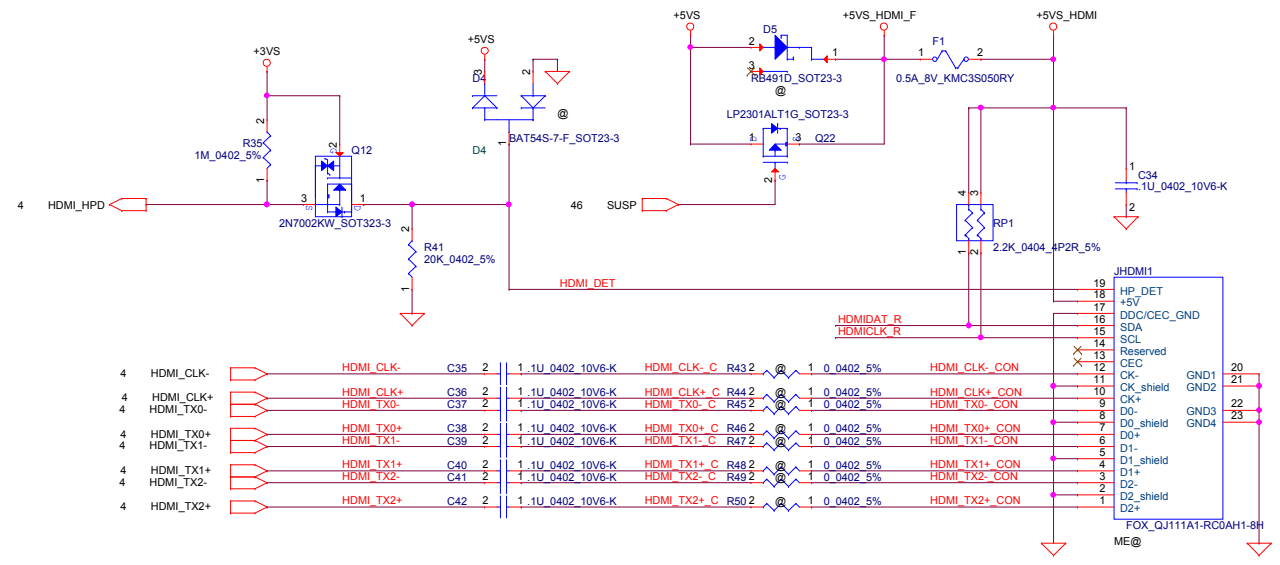 +5VS +5VS_HDMI_F +5VS_HDMI
+3VS +5VS D5 F1
2 1 1 2
3
RB491D_SOT23-3 0.5A_8V_KMC3S050RY
@
3 2
D4
@
LP2301ALT1G_SOT23-3
BAT54S-7-F_SOT23-3
1 D S 3 Q22
2 G
2
R35
1M_0402_5%
1
2 G Q12
1
D4
1
C34
.1U_0402_10V6-K
2
4 HDMI_HPD 3 S D 1
2N7002KW_SOT323-3
46 SUSP
4 3
RP1
2.2K_0404_4P2R_5%
1 2
2
R41
20K_0402_5%
1
JHDMI1
HDMI_DET 19 HP_DET
18 +5V
17 DDC/CEC_GND
HDMIDAT_R 16 SDA
HDMICLK_R 15 SCL
14 Reserved
13 CEC
4 HDMI_CLK- HDMI_CLK- C35 2 1 .1U_0402_10V6-K HDMI_CLK-_C R43 2 @ 1 0_0402_5% HDMI_CLK-_CON 12 CK- GND1 20
11 CK_shield GND2 21
4 HDMI_CLK+ HDMI_CLK+ C36 2 1 .1U_0402_10V6-K HDMI_CLK+_C R44 2 @ 1 0_0402_5% HDMI_CLK+_CON 10 CK+
4 HDMI_TX0- HDMI_TX0- C37 2 1 .1U_0402_10V6-K HDMI_TX0-_C R45 2 @ 1 0_0402_5% HDMI_TX0-_CON 9 D0- GND3 22
8 D0_shield GND4 23
4 HDMI_TX0+ HDMI_TX0+ C38 2 1 .1U_0402_10V6-K HDMI_TX0+_C R46 2 @ 1 0_0402_5% HDMI_TX0+_CON 7 D0+
4 HDMI_TX1- HDMI_TX1- C39 2 1 .1U_0402_10V6-K HDMI_TX1-_C R47 2 @ 1 0_0402_5% HDMI_TX1-_CON 6 D1-
5 D1_shield
4 HDMI_TX1+ HDMI_TX1+ C40 2 1 .1U_0402_10V6-K HDMI_TX1+_C R48 2 @ 1 0_0402_5% HDMI_TX1+_CON 4 D1+
4 HDMI_TX2- HDMI_TX2- C41 2 1 .1U_0402_10V6-K HDMI_TX2-_C R49 2 @ 1 0_0402_5% HDMI_TX2-_CON 3 D2-
2 D2_shield
4 HDMI_TX2+ HDMI_TX2+ C42 2 1 .1U_0402_10V6-K HDMI_TX2+_C R50 2 @ 1 0_0402_5% HDMI_TX2+_CON 1 D2+
FOX_QJ111A1-RC0AH1-8H
ME@